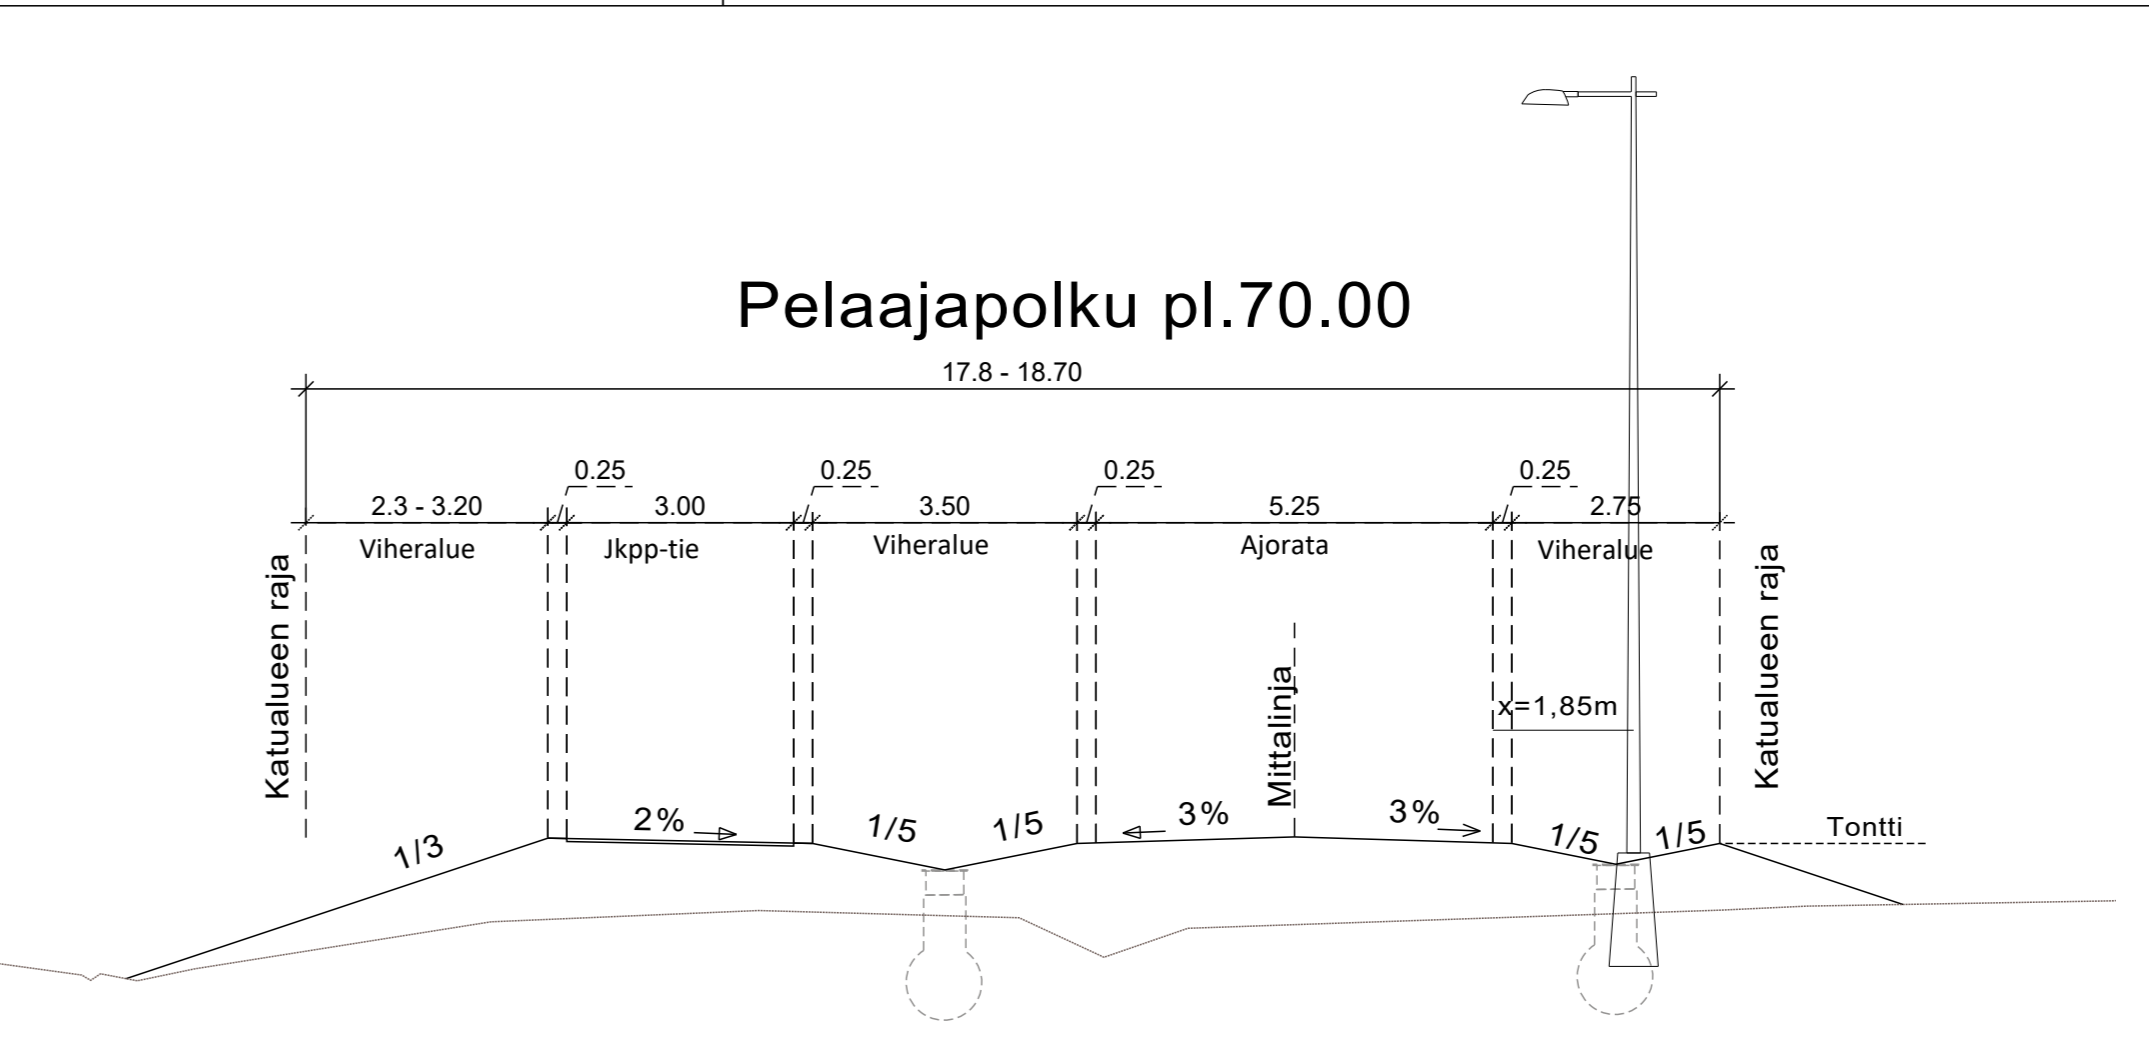 Pelaajapolku pl.70.00
17.8 - 18.70
0.25 0.25 0.25 0.25
2.3 - 3.20 3.00 3.50 5.25 2.75
Viheralue Jkpp-tie Viheralue Ajorata Viheralue
Katualueen raja
Mittalinja
x=1,85m
Katualueen raja
1/3 2% 1/5 1/5 3% 3% 1/5 1/5 Tontti